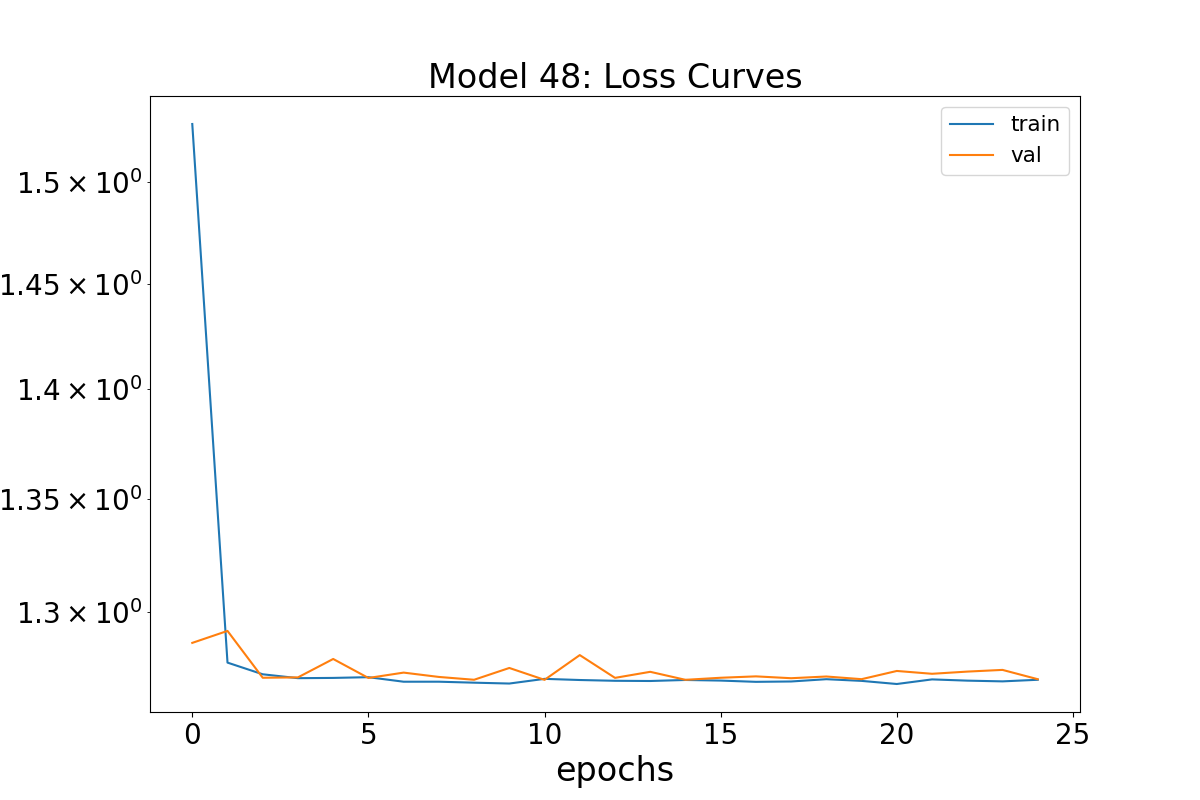 Model 48: Loss Curves
train
val
1.5 × 10⁰
1.45 × 10⁰
1.4 × 10⁰
1.35 × 10⁰
1.3 × 10⁰
0 5 10 15 20 25
epochs